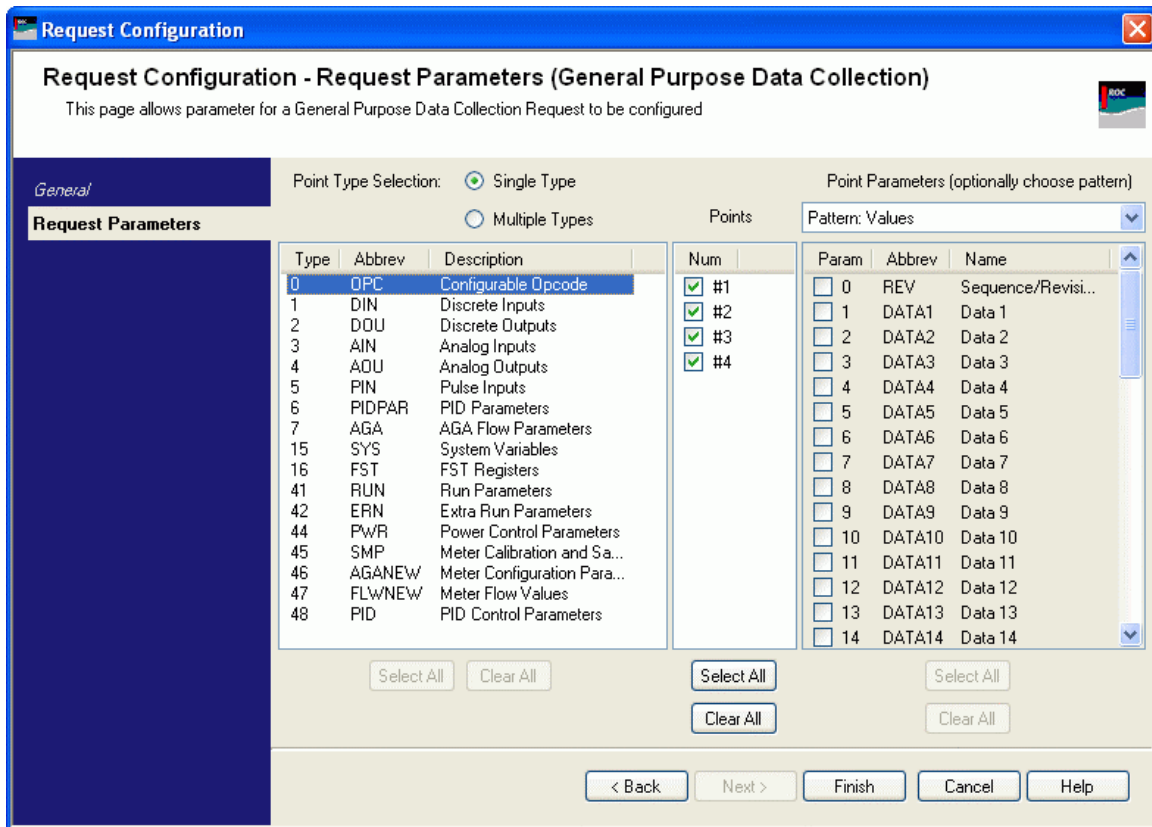 Request Configuration
Request Configuration - Request Parameters (General Purpose Data Collection)
This page allows parameter for a General Purpose Data Collection Request to be configured
ROC
General
Request Parameters
Point Type Selection:
Single Type
Multiple Types
Points
Point Parameters (optionally choose pattern)
Pattern: Values
Type Abbrev Description
0 OPC Configurable Opcode
1 DIN Discrete Inputs
2 DOU Discrete Outputs
3 AIN Analog Inputs
4 AOU Analog Outputs
5 PIN Pulse Inputs
6 PIDPAR PID Parameters
7 AGA AGA Flow Parameters
15 SYS System Variables
16 FST FST Registers
41 RUN Run Parameters
42 ERN Extra Run Parameters
44 PWR Power Control Parameters
45 SMP Meter Calibration and Sa...
46 AGANEW Meter Configuration Para...
47 FLWNEW Meter Flow Values
48 PID PID Control Parameters
Num
#1
#2
#3
#4
Param Abbrev Name
0 REV Sequence/Revisi...
1 DATA1 Data 1
2 DATA2 Data 2
3 DATA3 Data 3
4 DATA4 Data 4
5 DATA5 Data 5
6 DATA6 Data 6
7 DATA7 Data 7
8 DATA8 Data 8
9 DATA9 Data 9
10 DATA10 Data 10
11 DATA11 Data 11
12 DATA12 Data 12
13 DATA13 Data 13
14 DATA14 Data 14
Select All Clear All
Select All
Clear All
Select All
Clear All
< Back Next > Finish Cancel Help